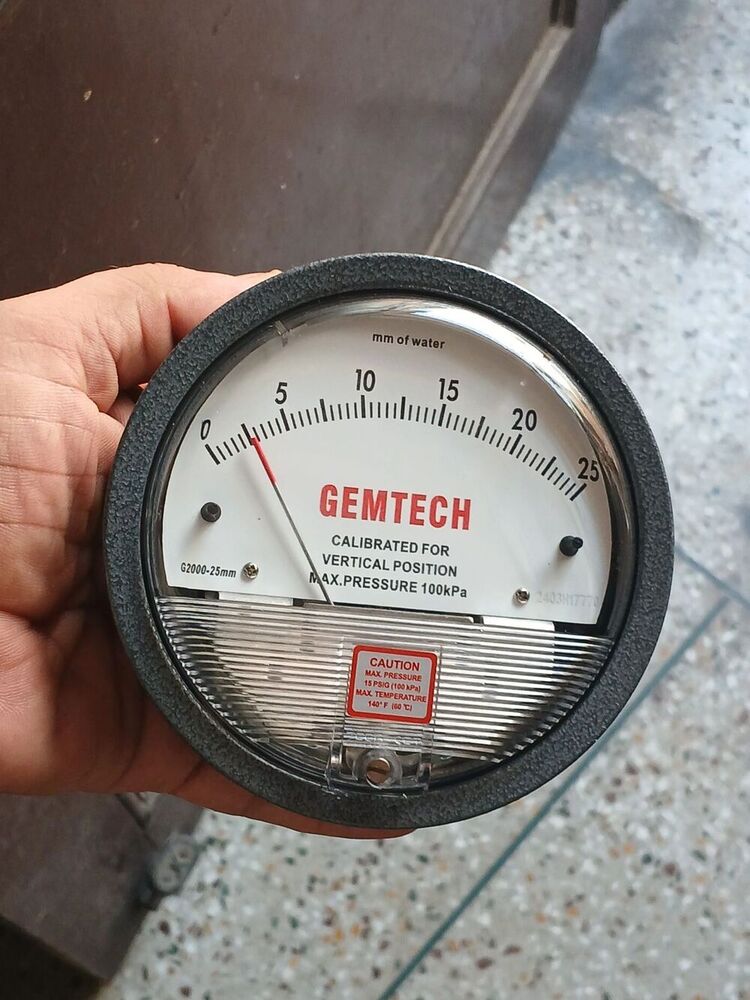 mm of water
0 5 10 15 20 25
GEMTECH
CALIBRATED FOR
VERTICAL POSITION
MAX.PRESSURE 100kPa
G2000-25mm
CAUTION
MAX. PRESSURE
15 PSIG (100 kPa)
MAX. TEMPERATURE
140° F (60 ℃)